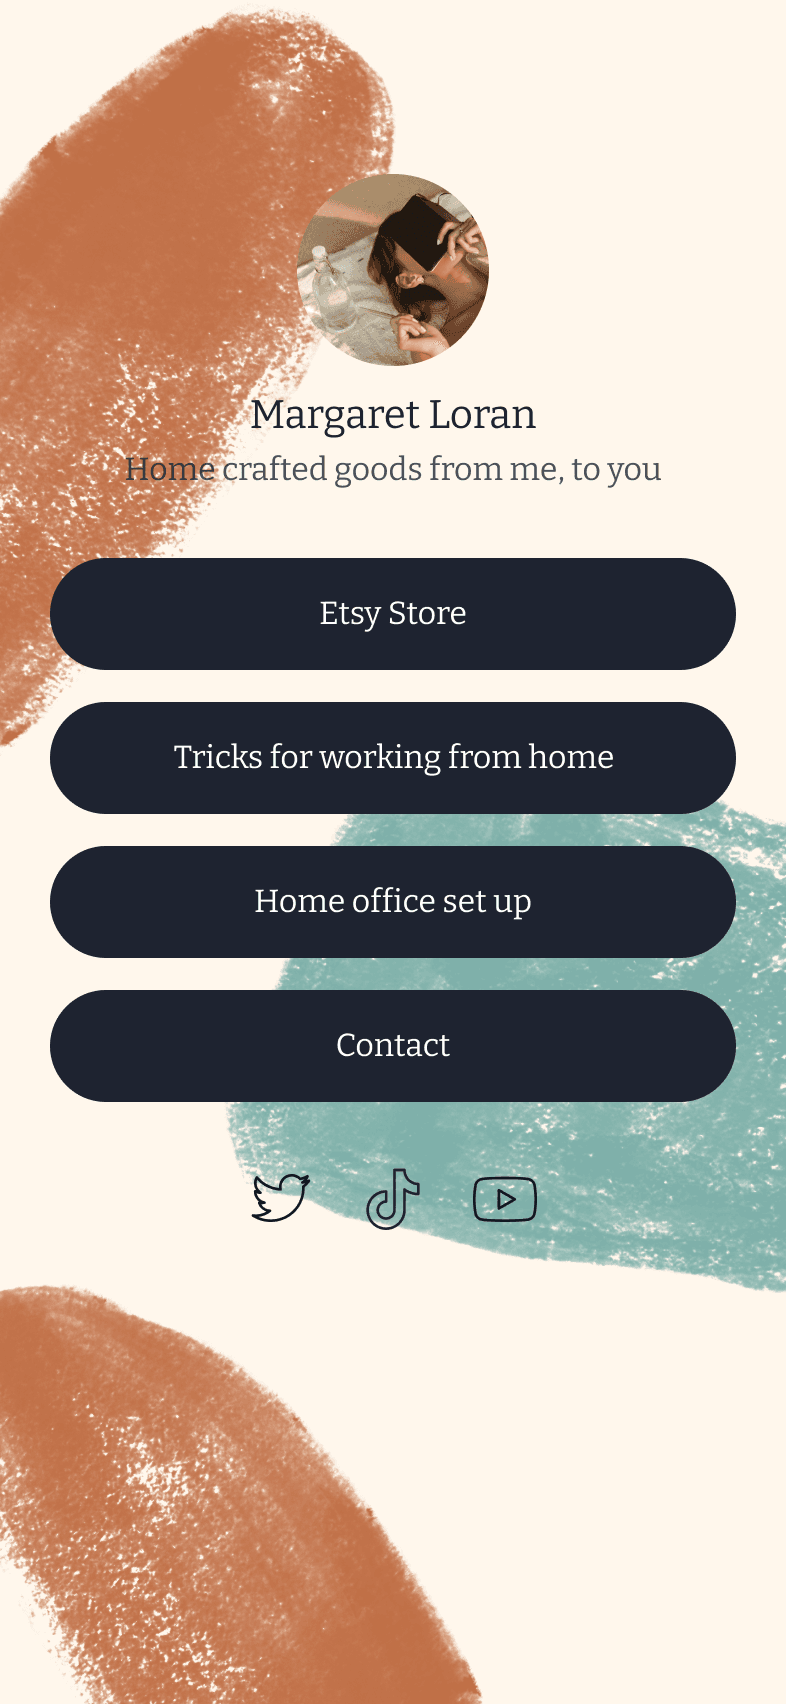 Margaret Loran
Home crafted goods from me, to you
Etsy Store
Tricks for working from home
Home office set up
Contact